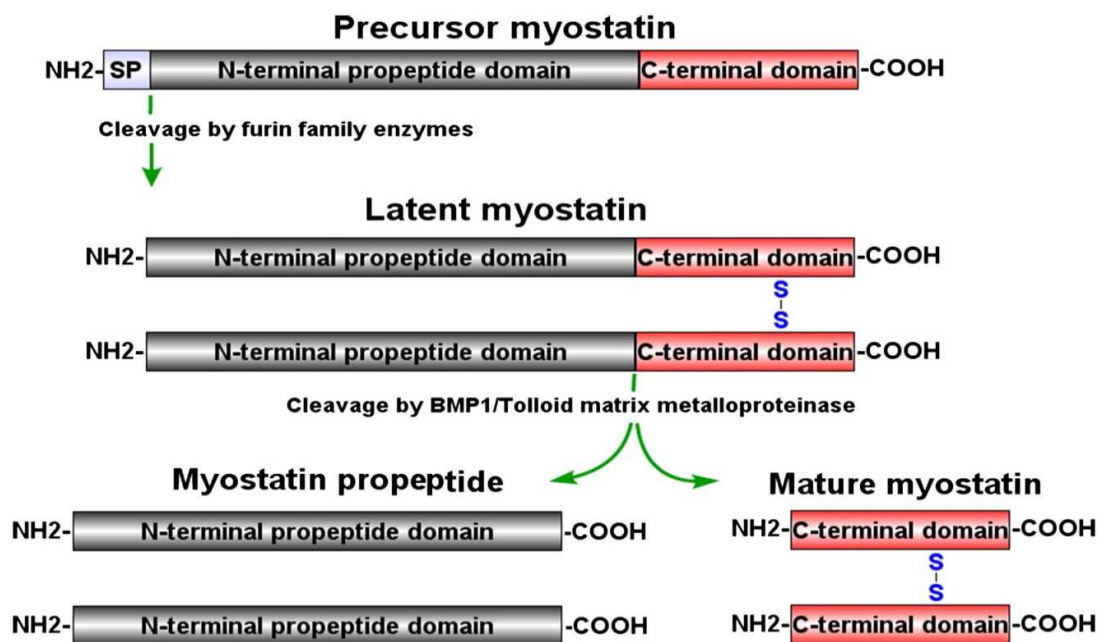 Precursor myostatin
NH2- SP N-terminal propeptide domain C-terminal domain -COOH
Cleavage by furin family enzymes
Latent myostatin
NH2- N-terminal propeptide domain C-terminal domain -COOH
S
S
NH2- N-terminal propeptide domain C-terminal domain -COOH
Cleavage by BMP1/Tolloid matrix metalloproteinase
Myostatin propeptide
Mature myostatin
NH2- N-terminal propeptide domain -COOH
NH2- C-terminal domain -COOH
S
S
NH2- N-terminal propeptide domain -COOH
NH2- C-terminal domain -COOH